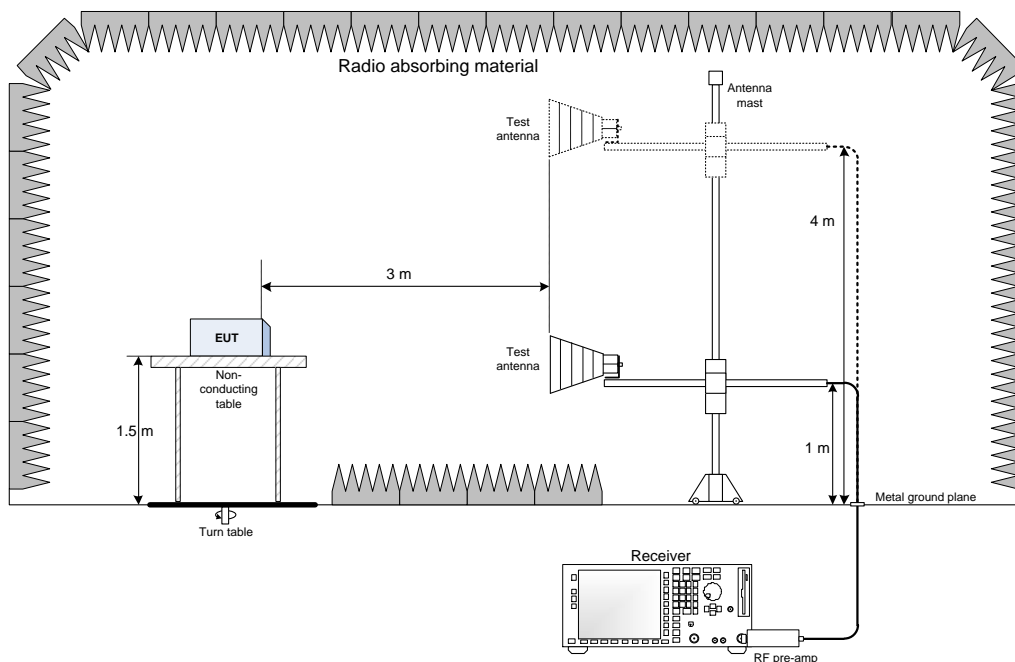 Radio absorbing material
Antenna
mast
Test
antenna
4 m
3 m
EUT
Test
antenna
Non-
conducting
table
1.5 m
1 m
Metal ground plane
Turn table
Receiver
RF pre-amp